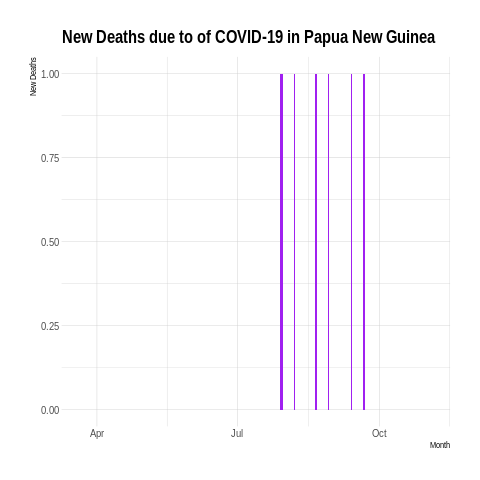 New Deaths due to of COVID-19 in Papua New Guinea
New Deaths
1.00
0.75
0.50
0.25
0.00
Apr
Jul
Oct
Month